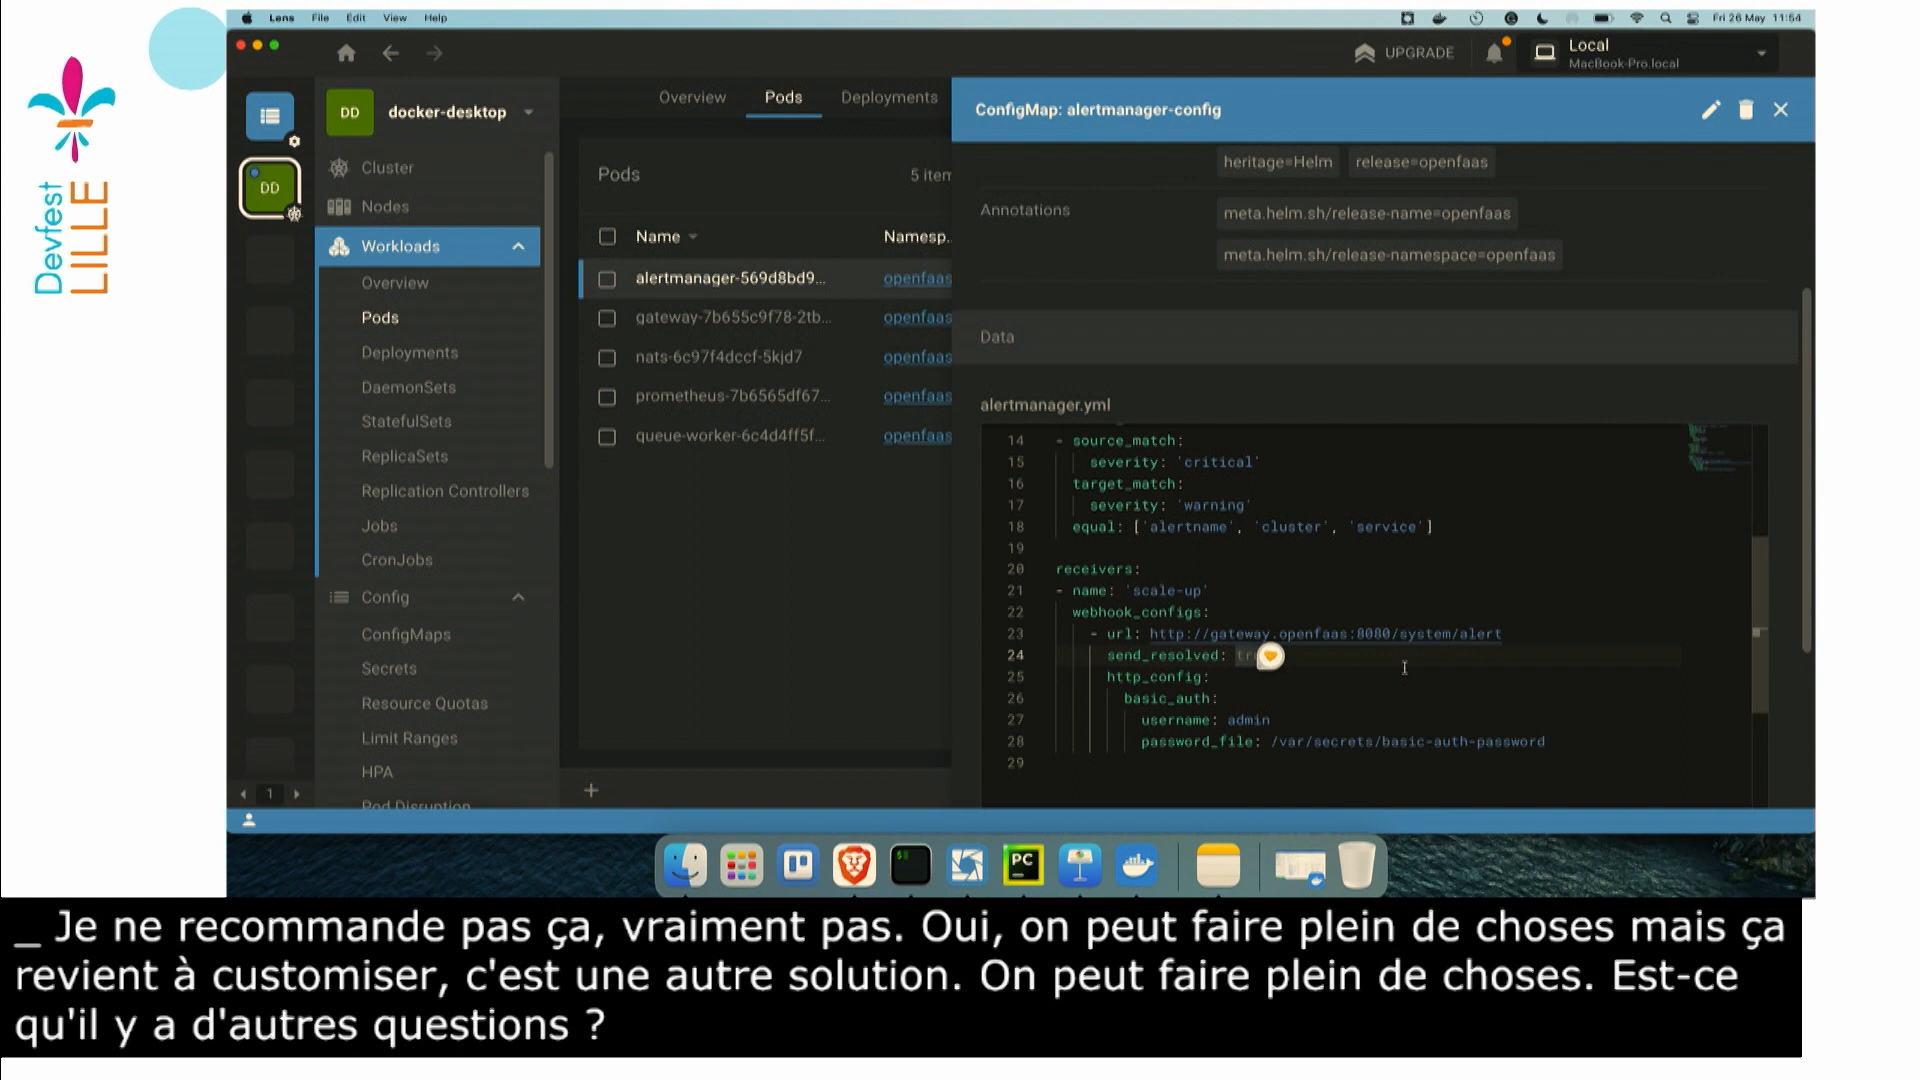 Lens File Edit View Help Fri 26 May 11:54
Devfest
LILLE
UPGRADE
Local
MacBook-Pro.local
DD docker-desktop
DD
Overview Pods Deployments
ConfigMap: alertmanager-config
Cluster
Nodes
Workloads
Overview
Pods
Deployments
DaemonSets
StatefulSets
ReplicaSets
Replication Controllers
Jobs
CronJobs
Config
ConfigMaps
Secrets
Resource Quotas
Limit Ranges
HPA
Pod Disruption
1
Pods 5 item
Name Namesp...
alertmanager-569d8bd9... openfaas
gateway-7b655c9f78-2tb... openfaas
nats-6c97f4dccf-5kjd7 openfaas
prometheus-7b6565df67... openfaas
queue-worker-6c4d4ff5f... openfaas
heritage=Helm release=openfaas
Annotations meta.helm.sh/release-name=openfaas
meta.helm.sh/release-namespace=openfaas
Data
alertmanager.yml
14 - source_match:
15 severity: 'critical'
16 target_match:
17 severity: 'warning'
18 equal: ['alertname', 'cluster', 'service']
19
20 receivers:
21 - name: 'scale-up'
22 webhook_configs:
23 - url: http://gateway.openfaas:8080/system/alert
24 send_resolved:
25 http_config:
26 basic_auth:
27 username: admin
28 password_file: /var/secrets/basic-auth-password
29
PC
_ Je ne recommande pas ça, vraiment pas. Oui, on peut faire plein de choses mais ça
revient à customiser, c'est une autre solution. On peut faire plein de choses. Est-ce
qu'il y a d'autres questions ?